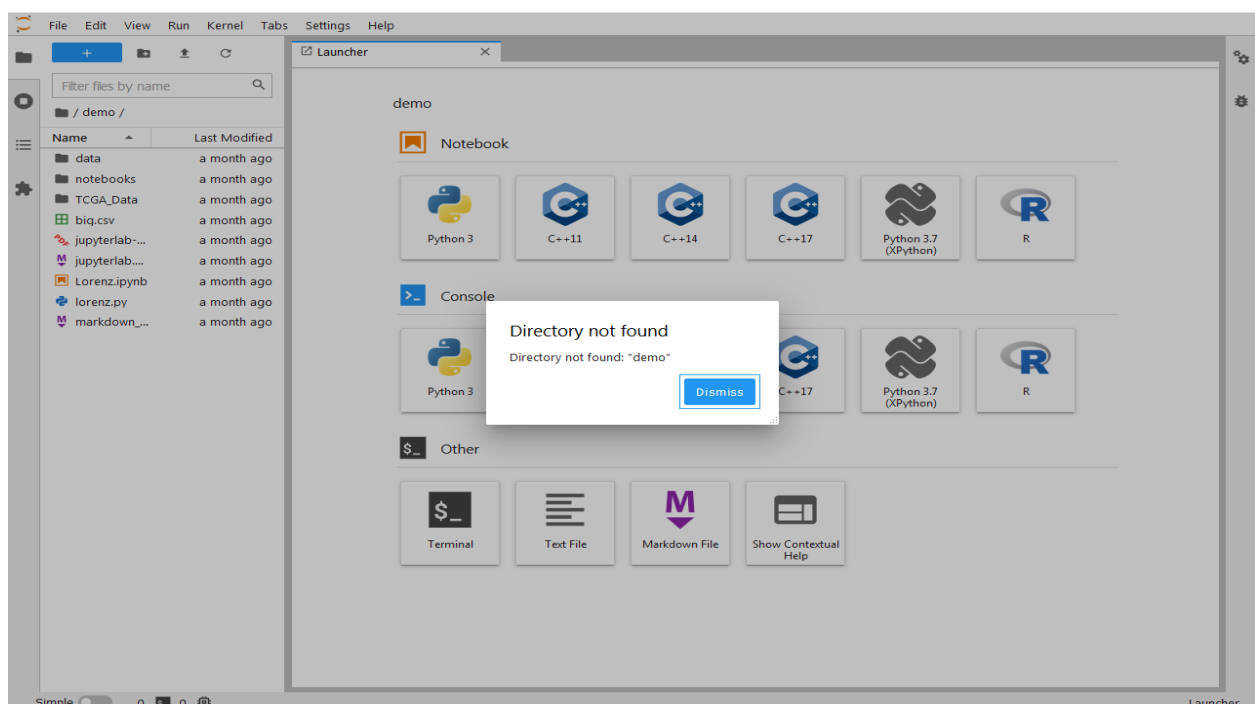 File Edit View Run Kernel Tabs Settings Help
+
Launcher ×
Filter files by name
/ demo /
Name Last Modified
data a month ago
notebooks a month ago
TCGA_Data a month ago
big.csv a month ago
jupyterlab-... a month ago
jupyterlab.... a month ago
Lorenz.ipynb a month ago
lorenz.py a month ago
markdown_... a month ago
demo
Notebook
Python 3 C++11 C++14 C++17 Python 3.7 R
(XPython)
>_ Console
Python 3 C++17 Python 3.7 R
(XPython)
Directory not found
Directory not found: "demo"
Dismiss
$_ Other
$_ M
Terminal Text File Markdown File Show Contextual
Help
Simple 0 $_ 0 Launcher